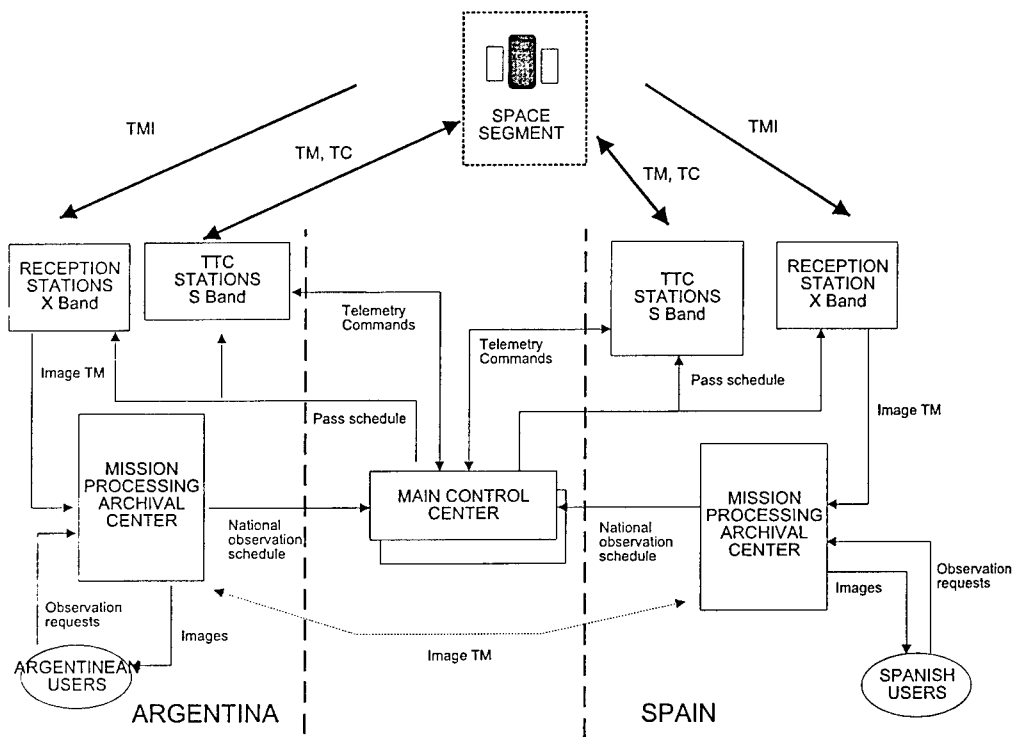 SPACE
SEGMENT
TMI
TM, TC
TM, TC
TMI
RECEPTION
STATIONS
X Band
TTC
STATIONS
S Band
TTC
STATIONS
S Band
RECEPTION
STATION
X Band
Telemetry
Commands
Telemetry
Commands
Image TM
Pass schedule
Pass schedule
Image TM
MISSION
PROCESSING
ARCHIVAL
CENTER
MAIN CONTROL
CENTER
MISSION
PROCESSING
ARCHIVAL
CENTER
National
observation
schedule
National
observation
schedule
Observation
requests
Images
Image TM
Images
Observation
requests
ARGENTINEAN
USERS
SPANISH
USERS
ARGENTINA
SPAIN